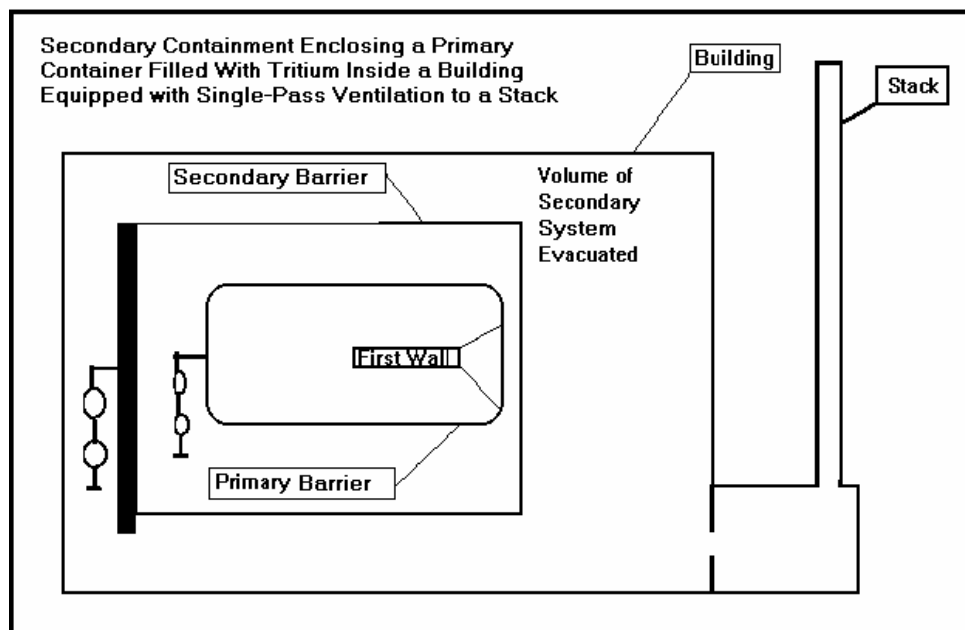 Secondary Containment Enclosing a Primary
Container Filled With Tritium Inside a Building
Equipped with Single-Pass Ventilation to a Stack
Building
Stack
Secondary Barrier
Volume of
Secondary
System
Evacuated
First Wall
Primary Barrier